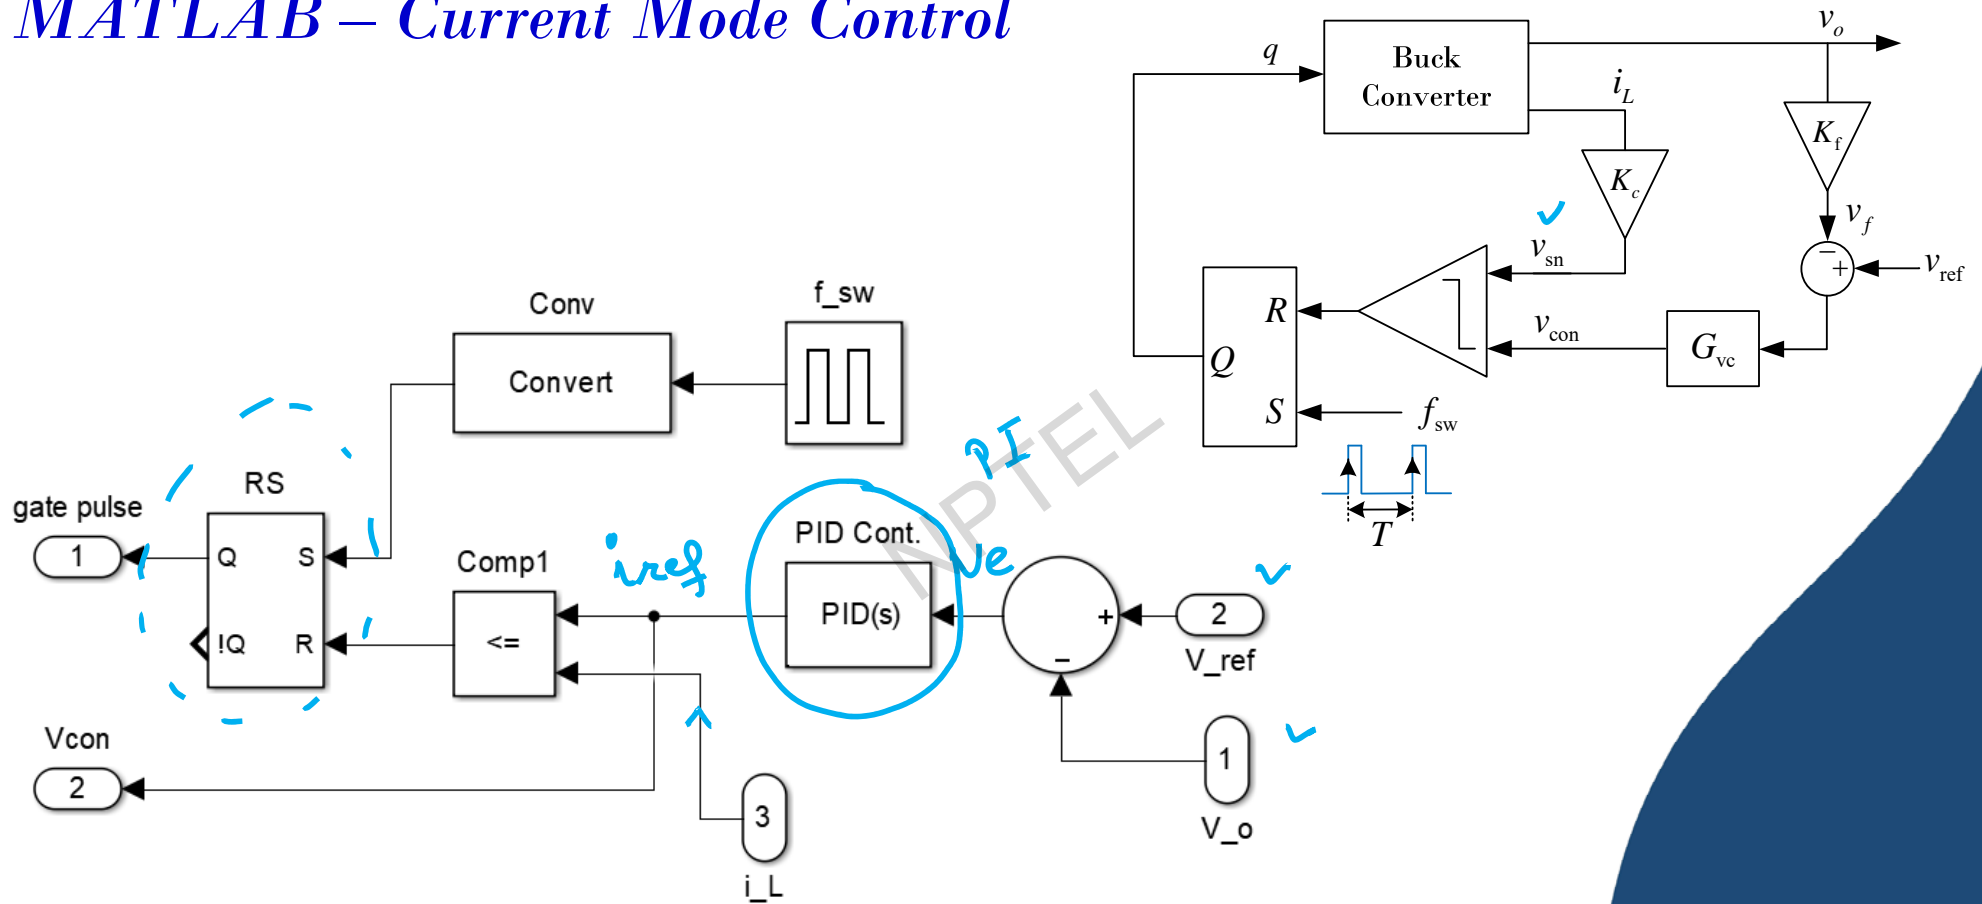 MATLAB – Current Mode Control
q
Buck
Converter
v_o
i_L
K_f
K_c
v_f
v_sn
v_ref
− +
v_con
G_vc
R
Q
S
f_sw
T
Conv
f_sw
Convert
RS
gate pulse
1
Q
S
!Q
R
Comp1
<=
iref
PI
PID Cont.
PID(s)
Ve
+
−
2
V_ref
1
V_o
Vcon
2
3
i_L
NPTEL